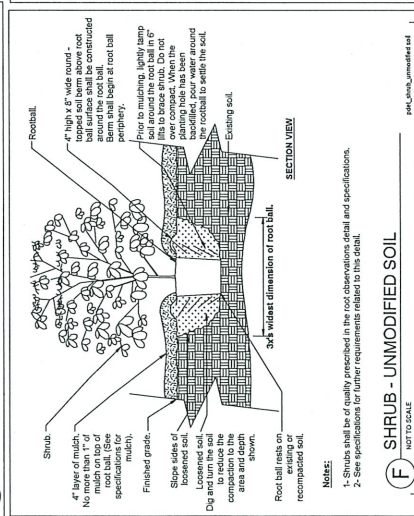 Shrub.
4" layer of mulch.
No more than 1" of
mulch on top of
root ball. (See
specifications for
mulch).
Finished grade.
Slope sides of
loosened soil.
Loosened soil.
Dig and turn the soil
to reduce the
compaction to the
area and depth
shown.
Root ball rests on
existing or
recompacted soil.
3x's widest dimension of root ball.
Rootball.
4" high x 8" wide round -
topped soil berm above root
ball surface shall be constructed
around the root ball.
Berm shall begin at root ball
periphery.
Prior to mulching, lightly tamp
soil around the root ball in 6"
lifts to brace shrub. Do not
over compact. When the
planting hole has been
backfilled, pour water around
the rootball to settle the soil.
Existing soil.
SECTION VIEW
Notes:
1- Shrubs shall be of quality prescribed in the root observations detail and specifications.
2- See specifications for further requirements related to this detail.
F
SHRUB - UNMODIFIED SOIL
NOT TO SCALE
pdet_shrub_unmodified soil